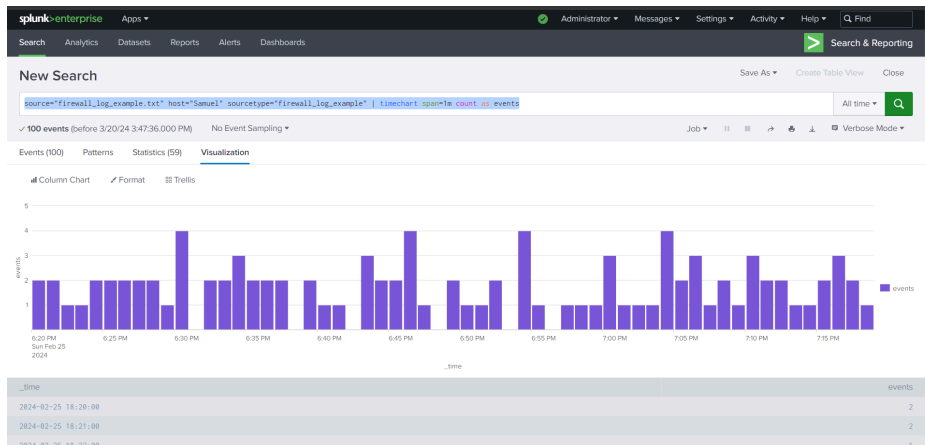 splunk>enterprise Apps Administrator Messages Settings Activity Help Find
Search Analytics Datasets Reports Alerts Dashboards Search & Reporting
New Search Save As Create Table View Close
source="firewall_log_example.txt" host="Samuel" sourcetype="firewall_log_example" | timechart span=1m count as events All time
100 events (before 3/20/24 3:47:36.000 PM) No Event Sampling Job Verbose Mode
Events (100) Patterns Statistics (59) Visualization
Column Chart Format Trellis
5
4
3
2
1
events
events
6:20 PM 6:25 PM 6:30 PM 6:35 PM 6:40 PM 6:45 PM 6:50 PM 6:55 PM 7:00 PM 7:05 PM 7:10 PM 7:15 PM
Sun Feb 25
2024
_time
_time events
2024-02-25 18:20:00 2
2024-02-25 18:21:00 2
2024-02-25 18:22:00